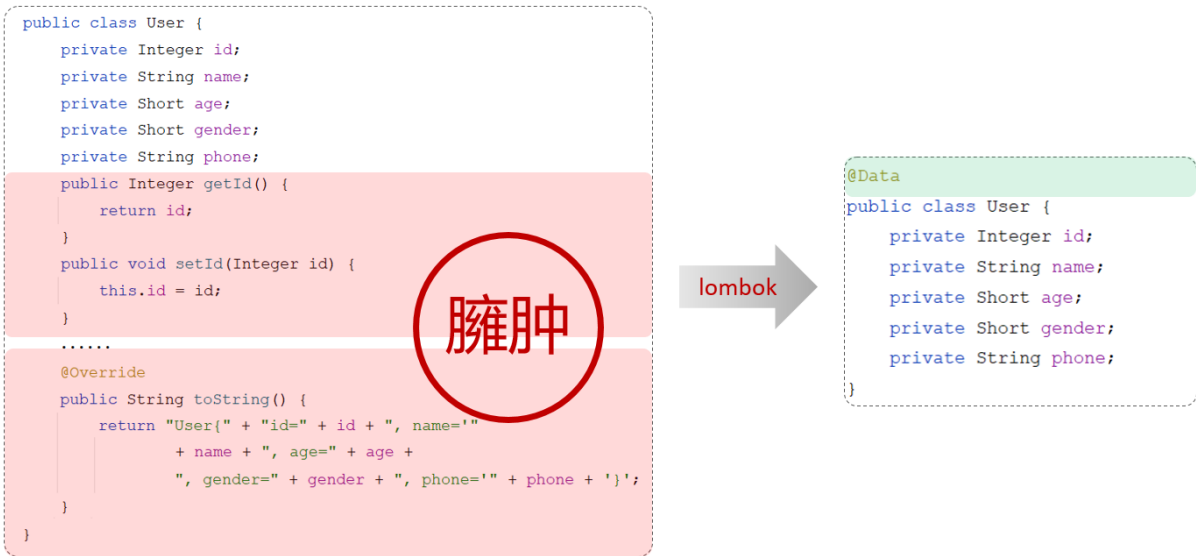 public class User {
    private Integer id;
    private String name;
    private Short age;
    private Short gender;
    private String phone;
    public Integer getId() {
        return id;
    }
    public void setId(Integer id) {
        this.id = id;
    }
    ......
    @Override
    public String toString() {
        return "User{" + "id=" + id + ", name='"
                + name + ", age=" + age +
                ", gender=" + gender + ", phone='" + phone + '}';
    }
}
臃肿
lombok
@Data
public class User {
    private Integer id;
    private String name;
    private Short age;
    private Short gender;
    private String phone;
}